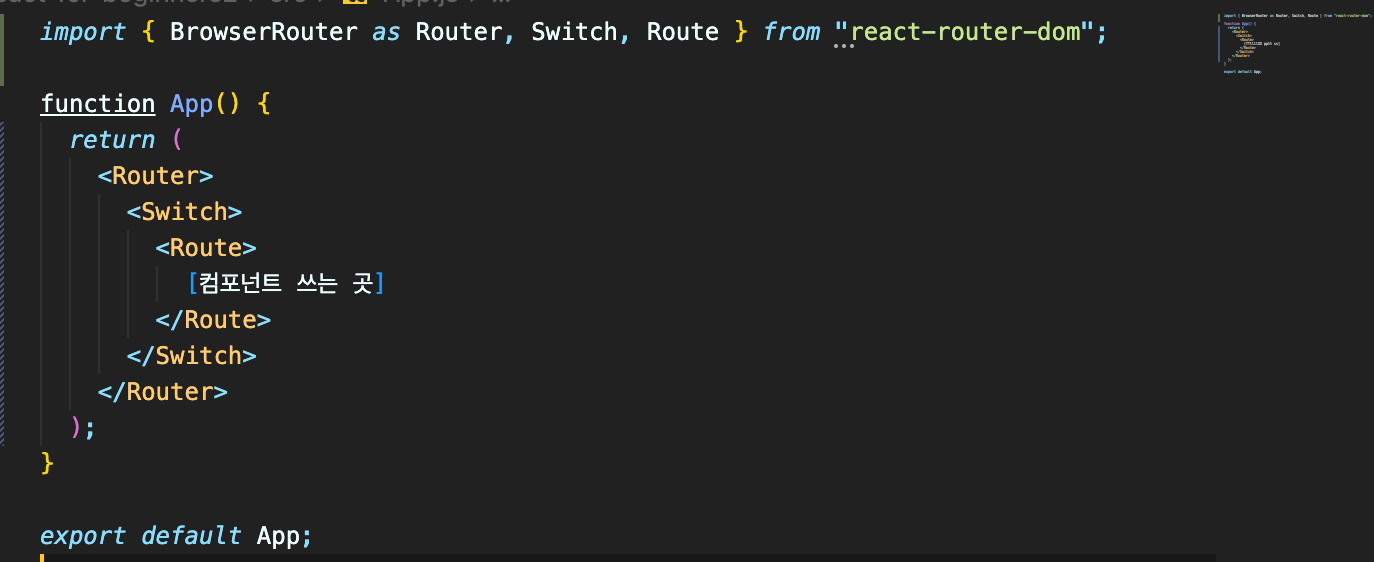 import { BrowserRouter as Router, Switch, Route } from "react-router-dom";
function App() {
return (
<Router>
<Switch>
<Route>
[컴포넌트 쓰는 곳]
</Route>
</Switch>
</Router>
);
}
export default App;